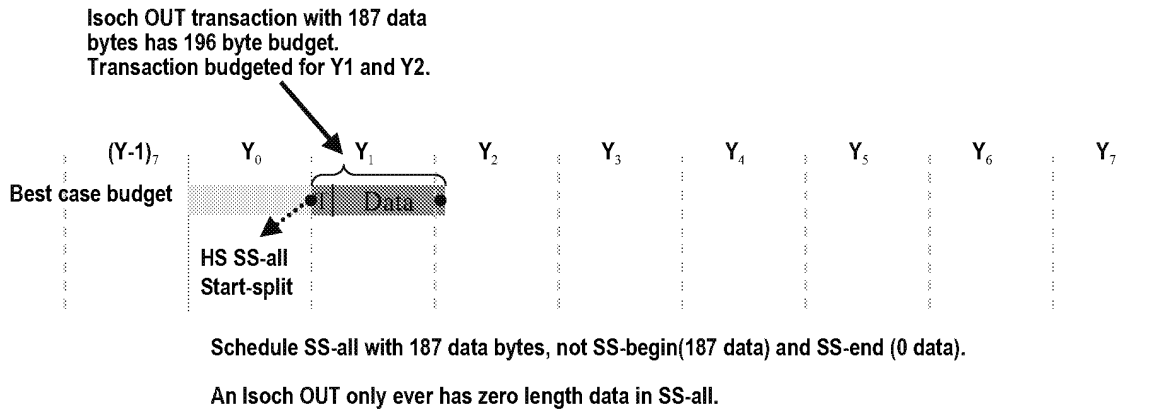 Isoch OUT transaction with 187 data
bytes has 196 byte budget.
Transaction budgeted for Y1 and Y2.
(Y-1)₇ Y₀ Y₁ Y₂ Y₃ Y₄ Y₅ Y₆ Y₇
Best case budget T Data
HS SS-all
Start-split
Schedule SS-all with 187 data bytes, not SS-begin(187 data) and SS-end (0 data).
An Isoch OUT only ever has zero length data in SS-all.